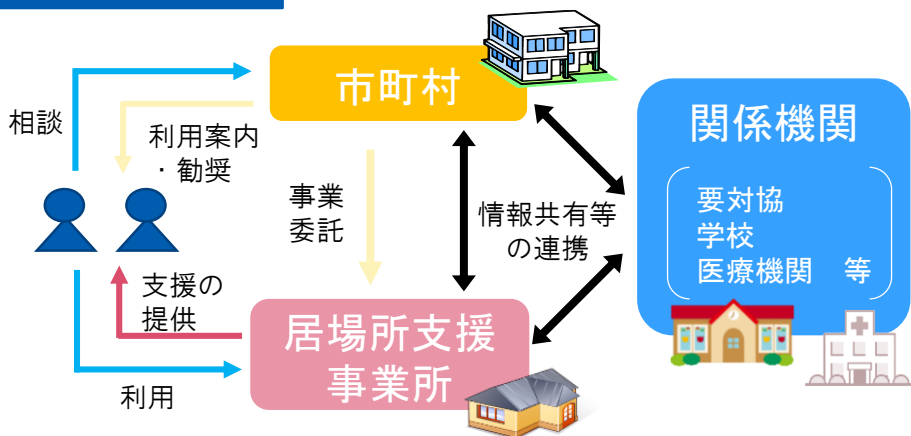 市町村
相談
利用案内
・勧奨
事業
委託
情報共有等
の連携
関係機関
要対協
学校
医療機関　等
支援の
提供
居場所支援
事業所
利用